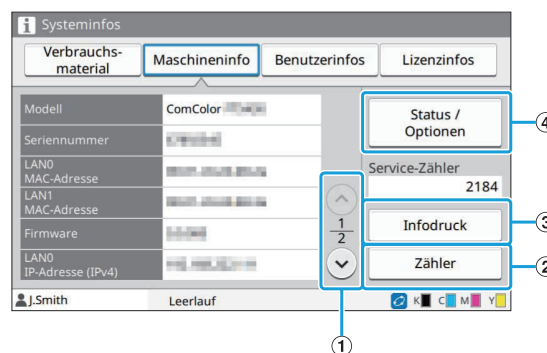 Systeminfos
Verbrauchs-
material
Maschineninfo
Benutzerinfos
Lizenzinfos
Modell
ComColor
Seriennummer
LAN0
MAC-Adresse
LAN1
MAC-Adresse
Firmware
LAN0
IP-Adresse (IPv4)
1
2
Status /
Optionen
Service-Zähler
2184
Infodruck
Zähler
J.Smith
Leerlauf
K C M Y
4
3
2
1